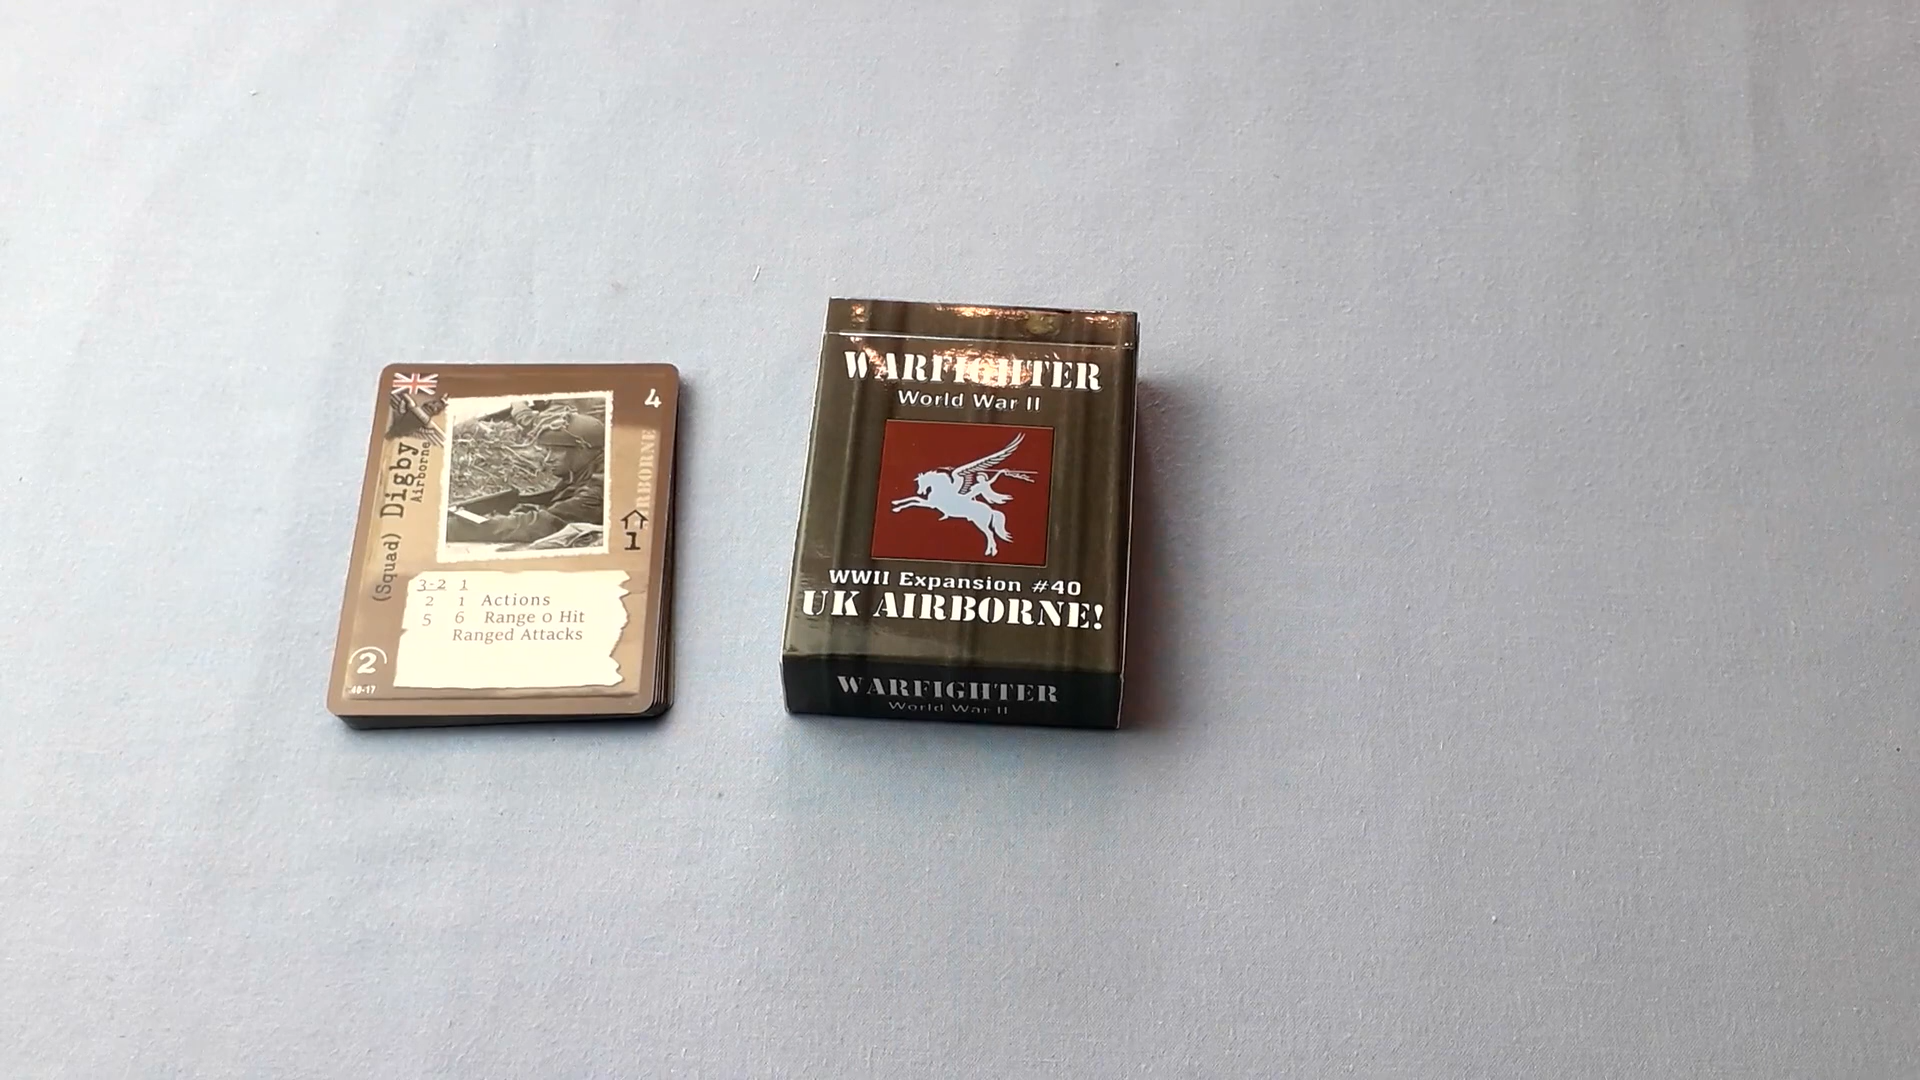 4
(Squad) Digby
Airborne
AIRBORNE
1
3-2 1
2 1 Actions
5 6 Range 0 Hit
Ranged Attacks
2
40-17
WARFIGHTER
World War II
WWII Expansion #40
UK AIRBORNE!
WARFIGHTER
World War II